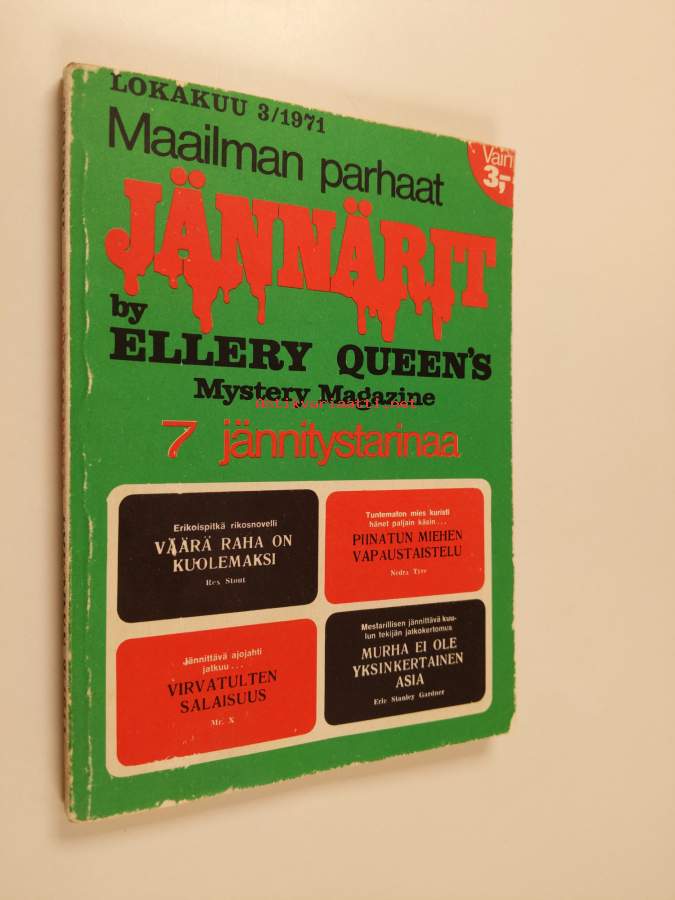 LOKAKUU 3/1971
Maailman parhaat
Vain
3,-
JÄNNÄRIT
by
ELLERY QUEEN'S
Mystery Magazine
antikvariaatti.net
7 jännitystarinaa
Erikoispitkä rikosnovelli
VÄÄRÄ RAHA ON
KUOLEMAKSI
Rex Stout
Tuntematon mies kuristi
hänet paljain käsin...
PIINATUN MIEHEN
VAPAUSTAISTELU
Nedra Tyre
Jännittävä ajojahti
jatkuu...
VIRVATULTEN
SALAISUUS
Mr. X
Mestarillisen jännittävä kuu-
lun tekijän jatkokertomus
MURHA EI OLE
YKSINKERTAINEN
ASIA
Erle Stanley Gardner